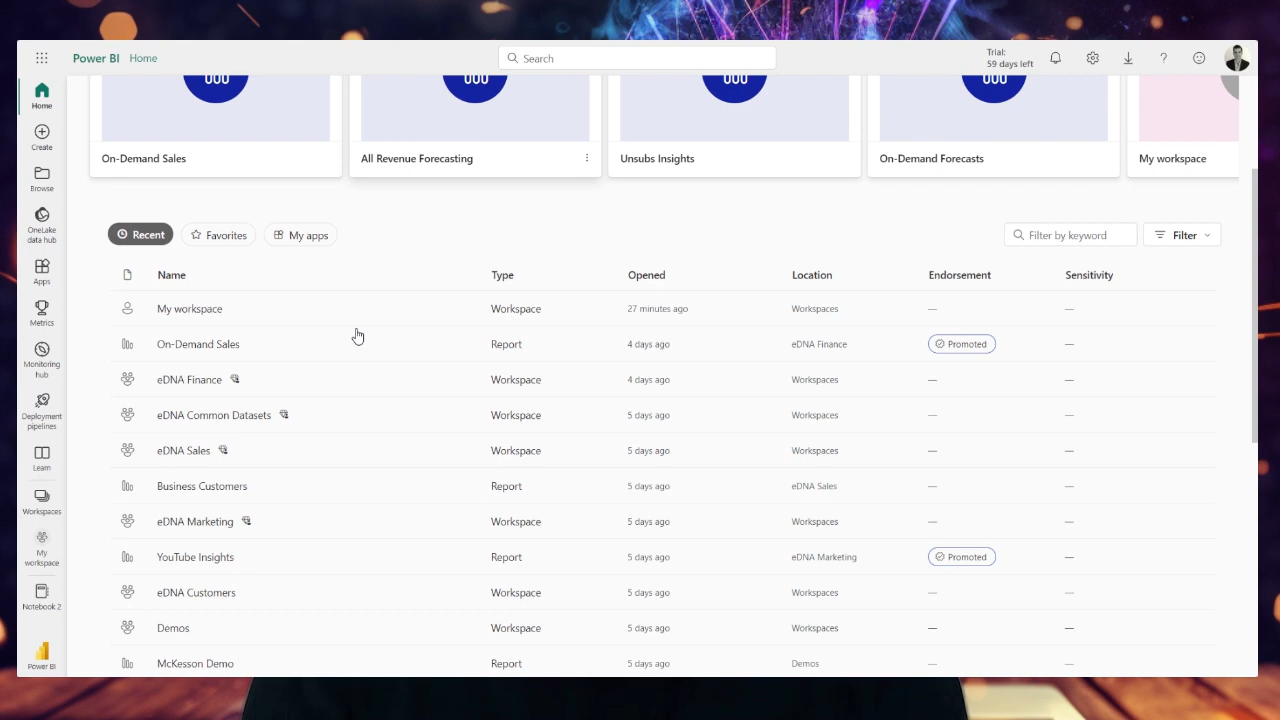 Power BI Home
Search
Trial:
59 days left
Home
Create
Browse
OneLake
data hub
Apps
Metrics
Monitoring
hub
Deployment
pipelines
Learn
Workspaces
My
workspace
Notebook 2
Power BI
On-Demand Sales
All Revenue Forecasting
Unsubs Insights
On-Demand Forecasts
My workspace
Recent Favorites My apps
Filter by keyword Filter
Name Type Opened Location Endorsement Sensitivity
My workspace Workspace 27 minutes ago Workspaces — —
On-Demand Sales Report 4 days ago eDNA Finance Promoted —
eDNA Finance Workspace 4 days ago Workspaces — —
eDNA Common Datasets Workspace 5 days ago Workspaces — —
eDNA Sales Workspace 5 days ago Workspaces — —
Business Customers Report 5 days ago eDNA Sales — —
eDNA Marketing Workspace 5 days ago Workspaces — —
YouTube Insights Report 5 days ago eDNA Marketing Promoted —
eDNA Customers Workspace 5 days ago Workspaces — —
Demos Workspace 5 days ago Workspaces — —
McKesson Demo Report 5 days ago Demos — —